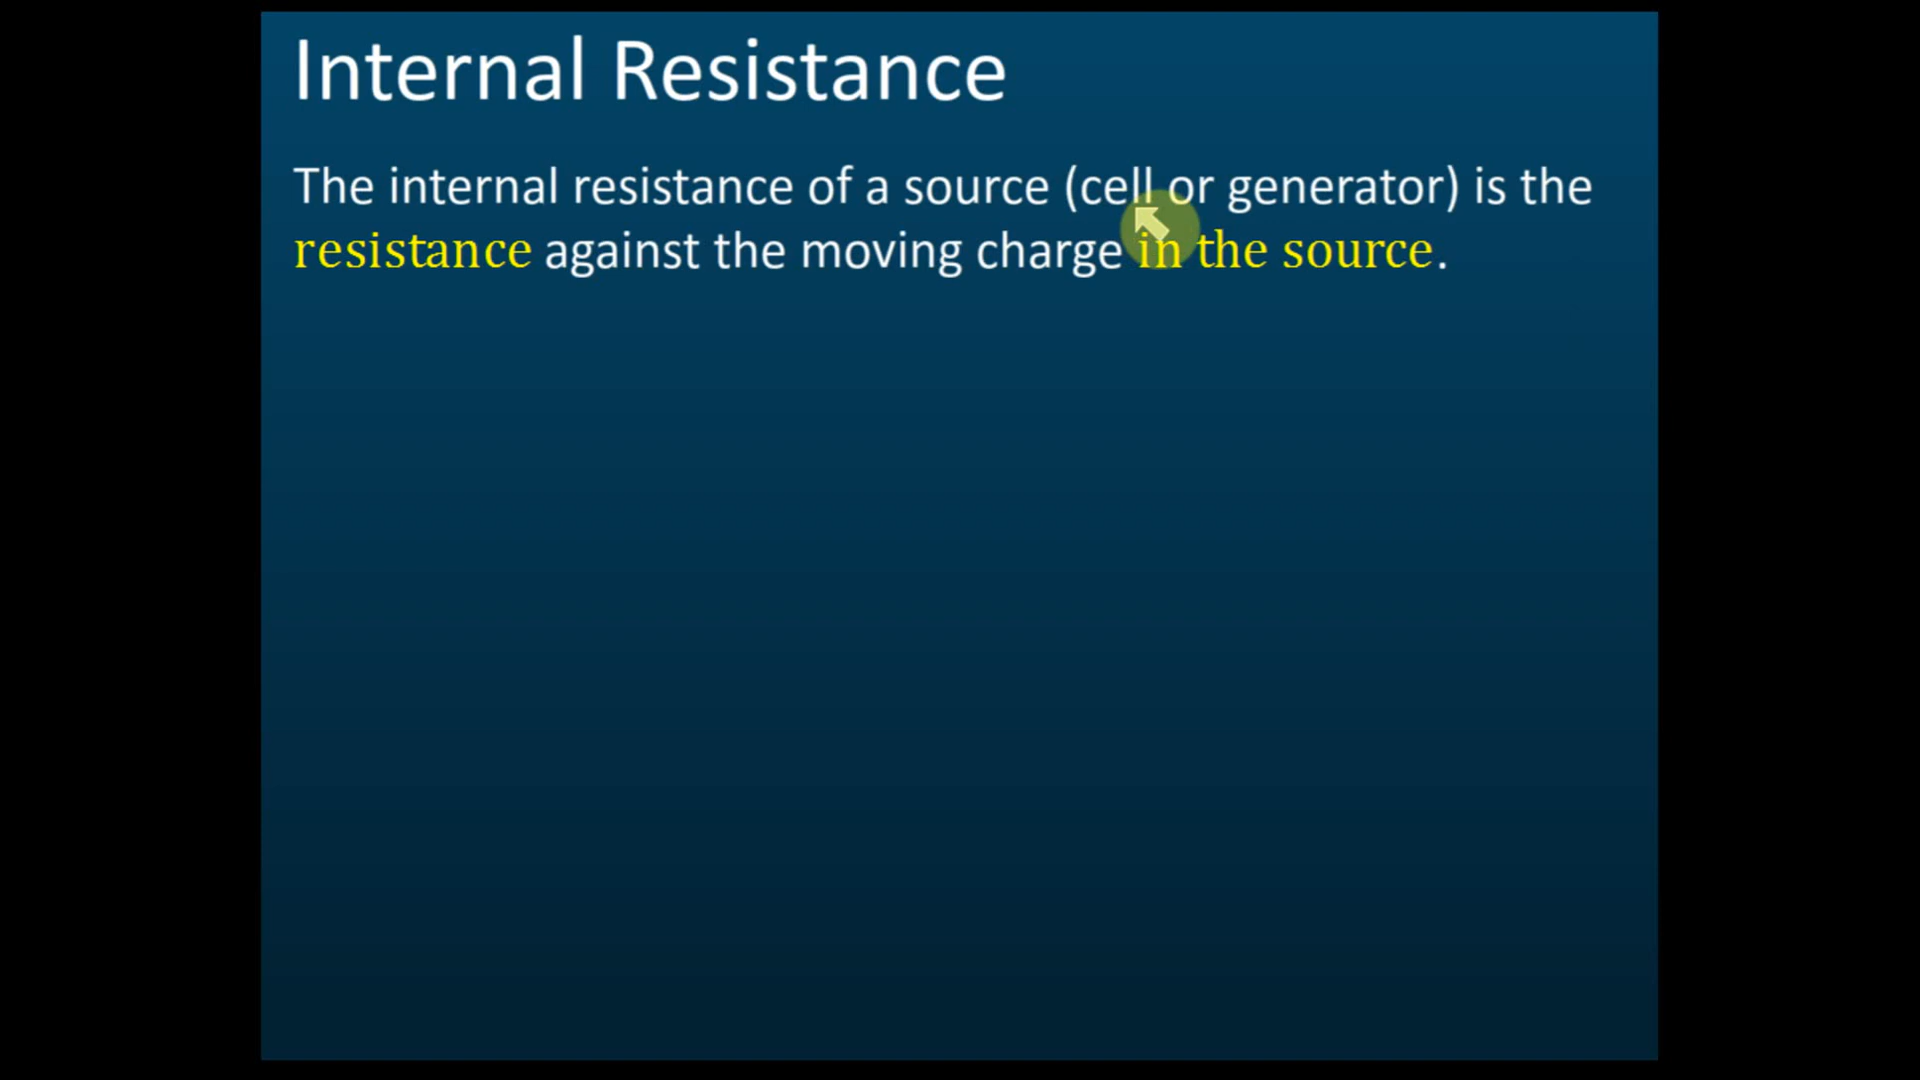 Internal Resistance
The internal resistance of a source (cell or generator) is the
resistance against the moving charge in the source.